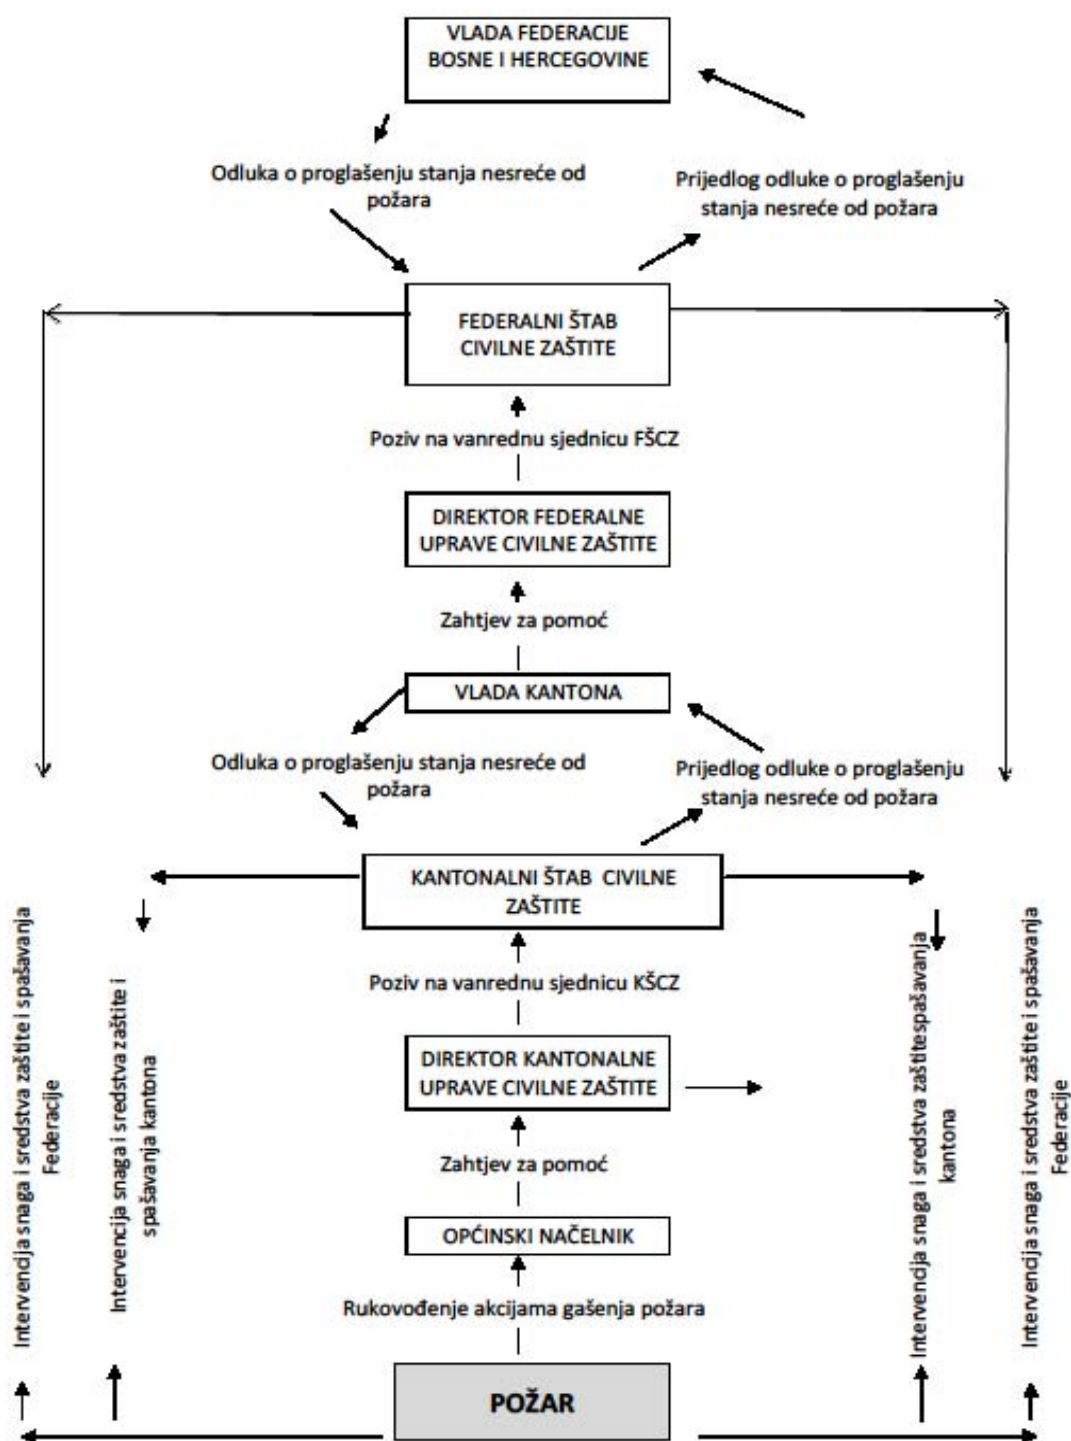 VLADA FEDERACIJE
BOSNE I HERCEGOVINE
Odluka o proglašenju stanja nesreće od
požara
Prijedlog odluke o proglašenju
stanja nesreće od požara
FEDERALNI ŠTAB
CIVILNE ZAŠTITE
Poziv na vanrednu sjednicu FŠCZ
DIREKTOR FEDERALNE
UPRAVE CIVILNE ZAŠTITE
Zahtjev za pomoć
VLADA KANTONA
Odluka o proglašenju stanja nesreće od
požara
Prijedlog odluke o proglašenju
stanja nesreće od požara
KANTONALNI ŠTAB CIVILNE
ZAŠTITE
Poziv na vanrednu sjednicu KŠCZ
DIREKTOR KANTONALNE
UPRAVE CIVILNE ZAŠTITE
Zahtjev za pomoć
OPĆINSKI NAČELNIK
Rukovođenje akcijama gašenja požara
POŽAR
Intervencija snaga i sredstva zaštite i spašavanja
Federacije
Intervencija snaga i sredstva zaštite i
spašavanja kantona
Intervencija snaga i sredstva zaštitespašavanja
kantona
Intervencija snaga i sredstva zaštite i spašavanja
Federacije